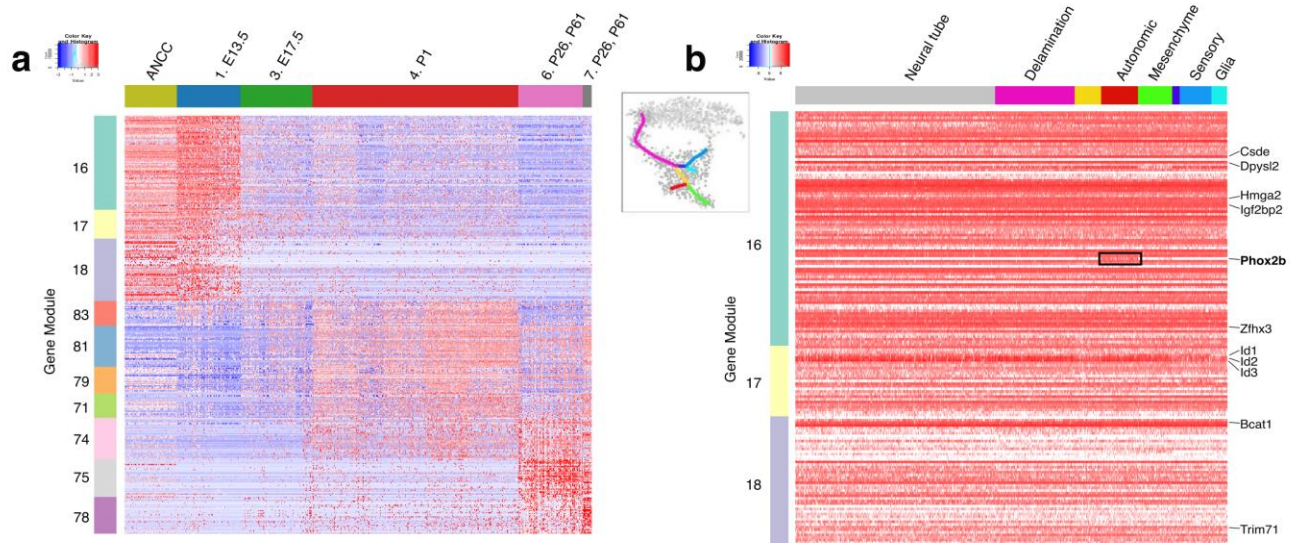 a
Color Key
and Histogram
Value
ANCC
1. E13.5
3. E17.5
4. P1
6. P26, P61
7. P26, P61
Gene Module
16
17
18
83
81
79
71
74
75
78
b
Color Key
and Histogram
Value
Neural tube
Delamination
Autonomic
Mesenchyme
Sensory
Glia
Gene Module
16
17
18
Csde
Dpysl2
Hmga2
Igf2bp2
Phox2b
Zfhx3
Id1
Id2
Id3
Bcat1
Trim71